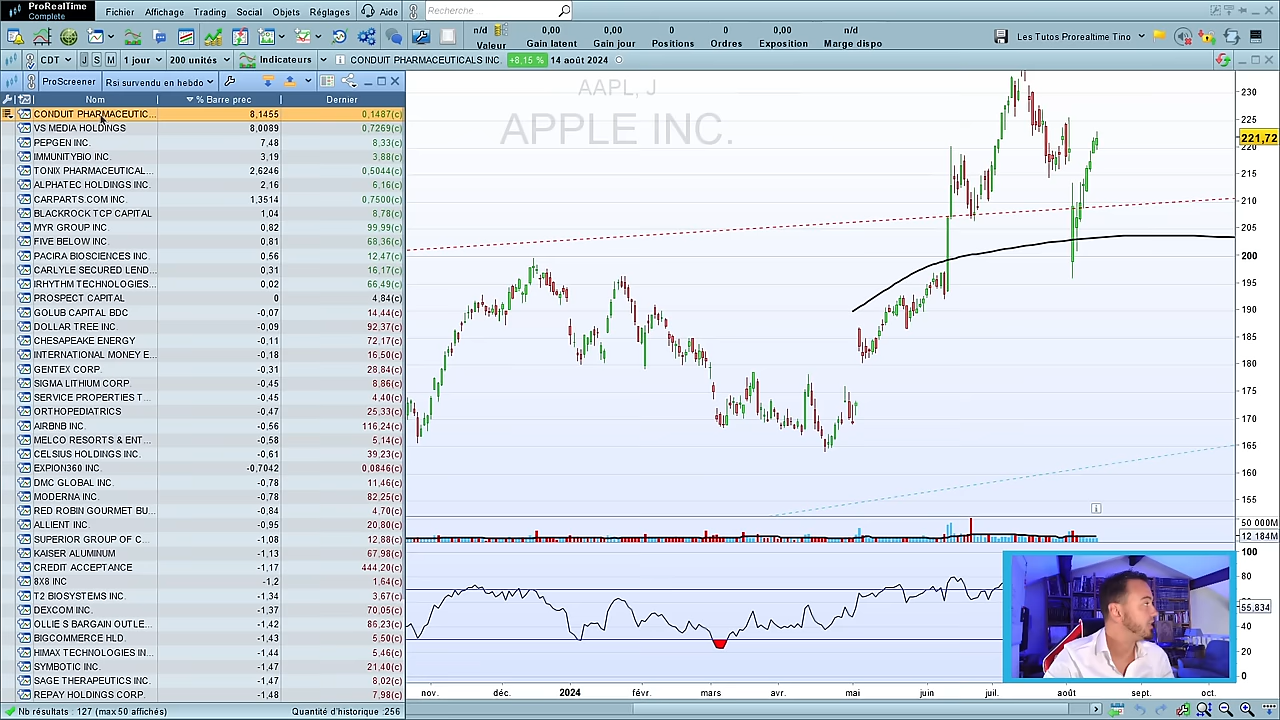 ProRealTime
Complete
Fichier Affichage Trading Social Objets Réglages Aide
Recherche ...
n/d
Valeur
0,00
Gain latent
0,00
Gain jour
0
Positions
0
Ordres
0,00
Exposition
n/d
Marge dispo
Les Tutos Prorealtime Tino
CDT J S M 1 jour 200 unités Indicateurs CONDUIT PHARMACEUTICALS INC. +8,15 % 14 août 2024
ProScreener Rsi survendu en hebdo
Nom % Barre prec Dernier
CONDUIT PHARMACEUTIC... 8,1455 0,1487(c)
VS MEDIA HOLDINGS 8,0089 0,7269(c)
PEPGEN INC. 7,48 8,33(c)
IMMUNITYBIO INC. 3,19 3,88(c)
TONIX PHARMACEUTICAL... 2,6246 0,5044(c)
ALPHATEC HOLDINGS INC. 2,16 6,16(c)
CARPARTS.COM INC. 1,3514 0,7500(c)
BLACKROCK TCP CAPITAL 1,04 8,78(c)
MYR GROUP INC. 0,82 99,99(c)
FIVE BELOW INC. 0,81 68,36(c)
PACIRA BIOSCIENCES INC. 0,56 12,47(c)
CARLYLE SECURED LEND... 0,31 16,17(c)
IRHYTHM TECHNOLOGIES... 0,02 66,49(c)
PROSPECT CAPITAL 0 4,84(c)
GOLUB CAPITAL BDC -0,07 14,44(c)
DOLLAR TREE INC. -0,09 92,37(c)
CHESAPEAKE ENERGY -0,11 72,17(c)
INTERNATIONAL MONEY E... -0,18 16,50(c)
GENTEX CORP. -0,31 28,84(c)
SIGMA LITHIUM CORP. -0,45 8,86(c)
SERVICE PROPERTIES T... -0,45 4,40(c)
ORTHOPEDIATRICS -0,47 25,33(c)
AIRBNB INC. -0,56 116,24(c)
MELCO RESORTS & ENT... -0,58 5,14(c)
CELSIUS HOLDINGS INC. -0,61 39,23(c)
EXPION360 INC. -0,7042 0,0846(c)
DMC GLOBAL INC. -0,78 11,46(c)
MODERNA INC. -0,78 82,25(c)
RED ROBIN GOURMET BU... -0,79 4,70(c)
ALLIENT INC. -0,95 20,80(c)
SUPERIOR GROUP OF C... -1,08 12,88(c)
KAISER ALUMINUM -1,13 67,98(c)
CREDIT ACCEPTANCE -1,17 444,20(c)
8X8 INC -1,2 1,64(c)
T2 BIOSYSTEMS INC. -1,34 3,67(c)
DEXCOM INC. -1,37 70,05(c)
OLLIE S BARGAIN OUTLE... -1,42 86,23(c)
BIGCOMMERCE HLD. -1,43 5,50(c)
HIMAX TECHNOLOGIES IN... -1,44 5,46(c)
SYMBOTIC INC. -1,47 21,40(c)
SAGE THERAPEUTICS INC. -1,47 8,02(c)
REPAY HOLDINGS CORP. -1,48 7,98(c)
Nb résultats : 127 (max 50 affichés) Quantité d'historique :256
AAPL, J
APPLE INC.
230
225
221,72
220
210
205
200
195
190
185
180
175
170
165
160
155
50 000M
12 184M
100
80
55,834
40
20
0
nov. déc. 2024 févr. mars avr. mai juin juil. août sept. oct.